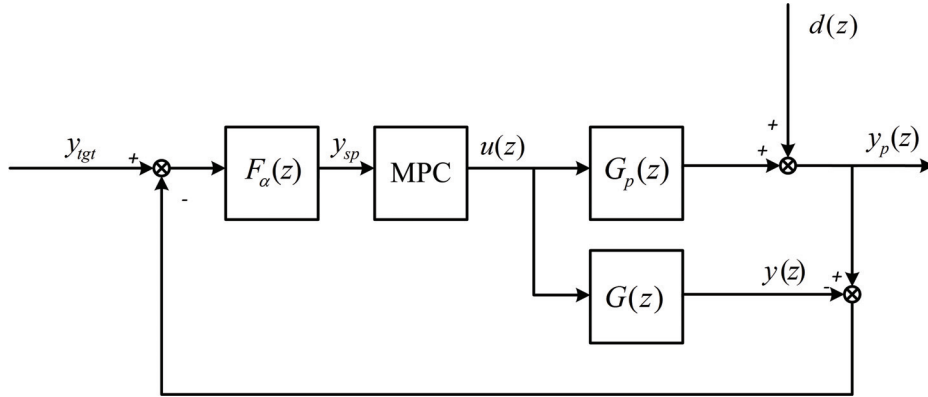 d(z)
y_tgt
+
-
F_α(z)
y_sp
MPC
u(z)
G_p(z)
+
+
y_p(z)
G(z)
y(z)
+
-